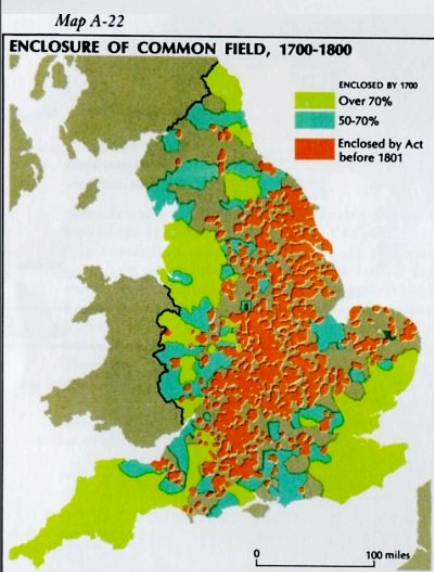 Map A-22
ENCLOSURE OF COMMON FIELD, 1700-1800
ENCLOSED BY 1700
Over 70%
50-70%
Enclosed by Act
before 1801
0 100 miles